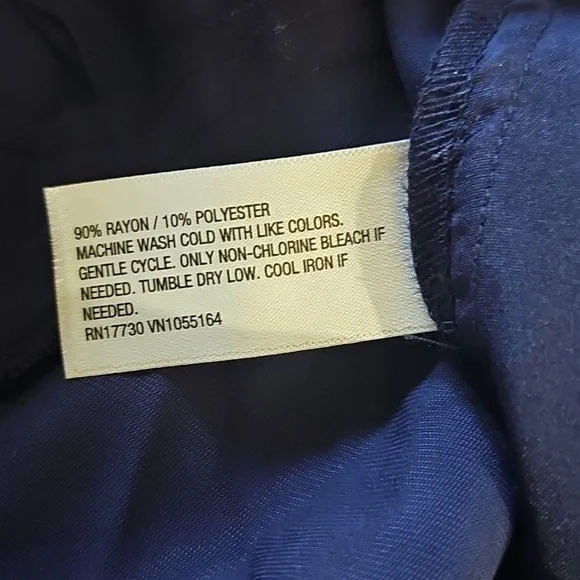 90% RAYON / 10% POLYESTER
MACHINE WASH COLD WITH LIKE COLORS.
GENTLE CYCLE. ONLY NON-CHLORINE BLEACH IF
NEEDED. TUMBLE DRY LOW. COOL IRON IF
NEEDED.
RN17730 VN1055164